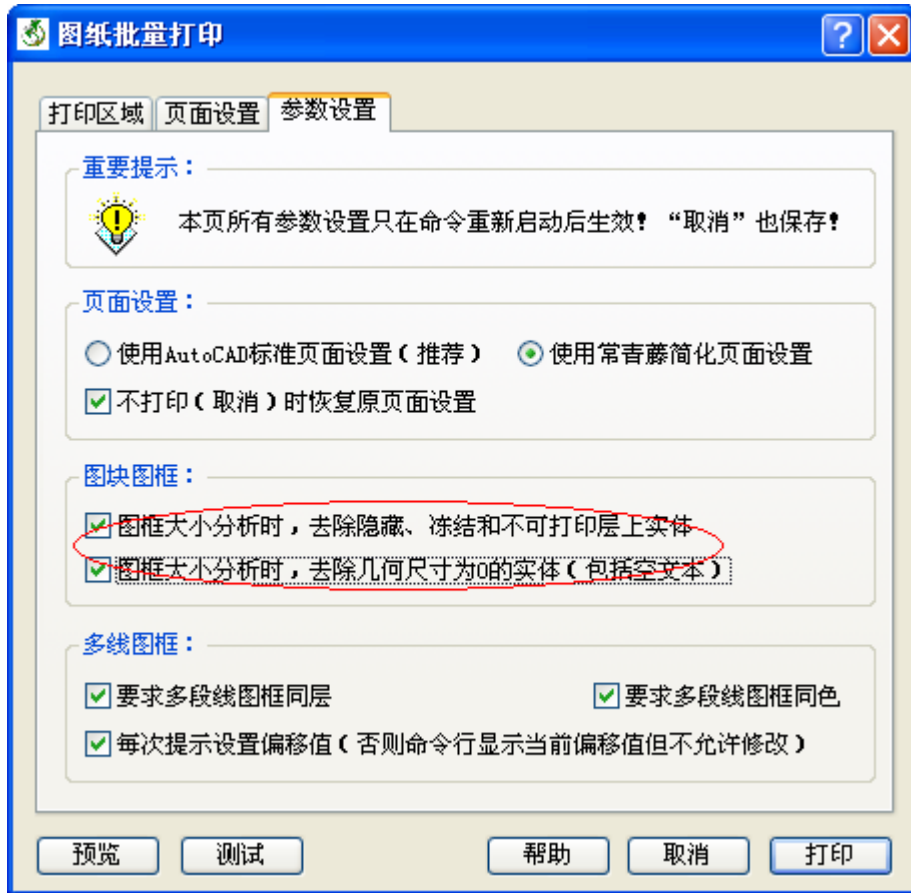 图纸批量打印
打印区域 页面设置 参数设置
重要提示：
本页所有参数设置只在命令重新启动后生效！“取消”也保存！
页面设置：
使用AutoCAD标准页面设置（推荐） 使用常青藤简化页面设置
不打印（取消）时恢复原页面设置
图块图框：
图框大小分析时，去除隐藏、冻结和不可打印层上实体
图框大小分析时，去除几何尺寸为0的实体（包括空文本）
多线图框：
要求多段线图框同层 要求多段线图框同色
每次提示设置偏移值（否则命令行显示当前偏移值但不允许修改）
预览 测试 帮助 取消 打印